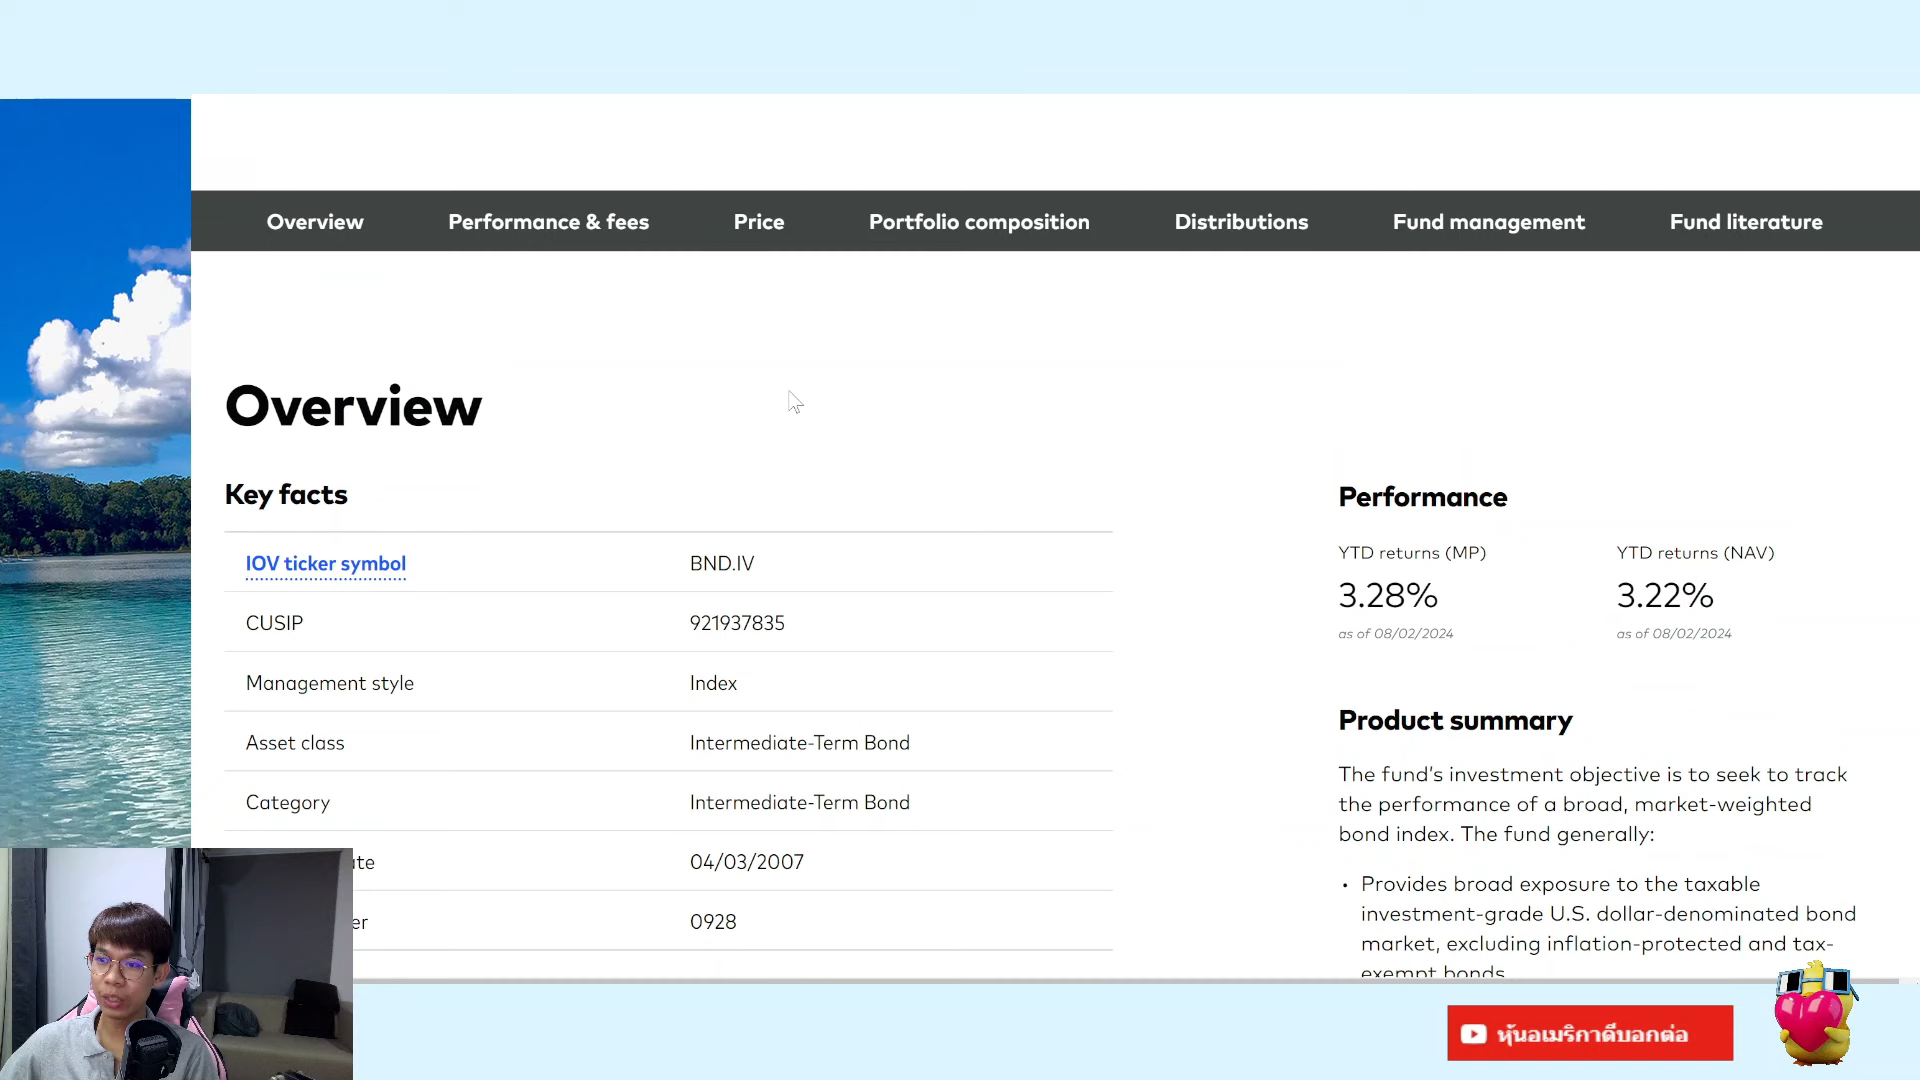 Overview Performance & fees Price Portfolio composition Distributions Fund management Fund literature
Overview
Key facts
IOV ticker symbol BND.IV
CUSIP 921937835
Management style Index
Asset class Intermediate-Term Bond
Category Intermediate-Term Bond
te 04/03/2007
er 0928
Performance
YTD returns (MP) YTD returns (NAV)
3.28% 3.22%
as of 08/02/2024 as of 08/02/2024
Product summary
The fund's investment objective is to seek to track
the performance of a broad, market-weighted
bond index. The fund generally:
• Provides broad exposure to the taxable
investment-grade U.S. dollar-denominated bond
market, excluding inflation-protected and tax-
exempt bonds.
หุ้นอเมริกาดีบอกต่อ